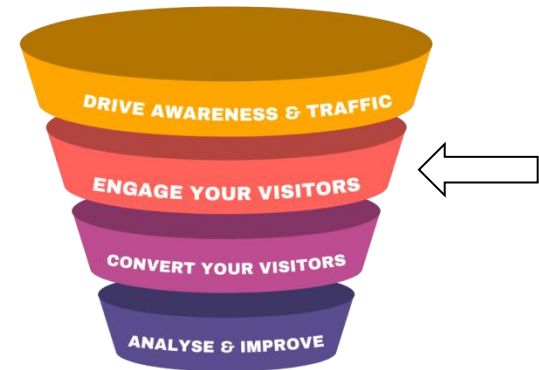 DRIVE AWARENESS & TRAFFIC
ENGAGE YOUR VISITORS
CONVERT YOUR VISITORS
ANALYSE & IMPROVE